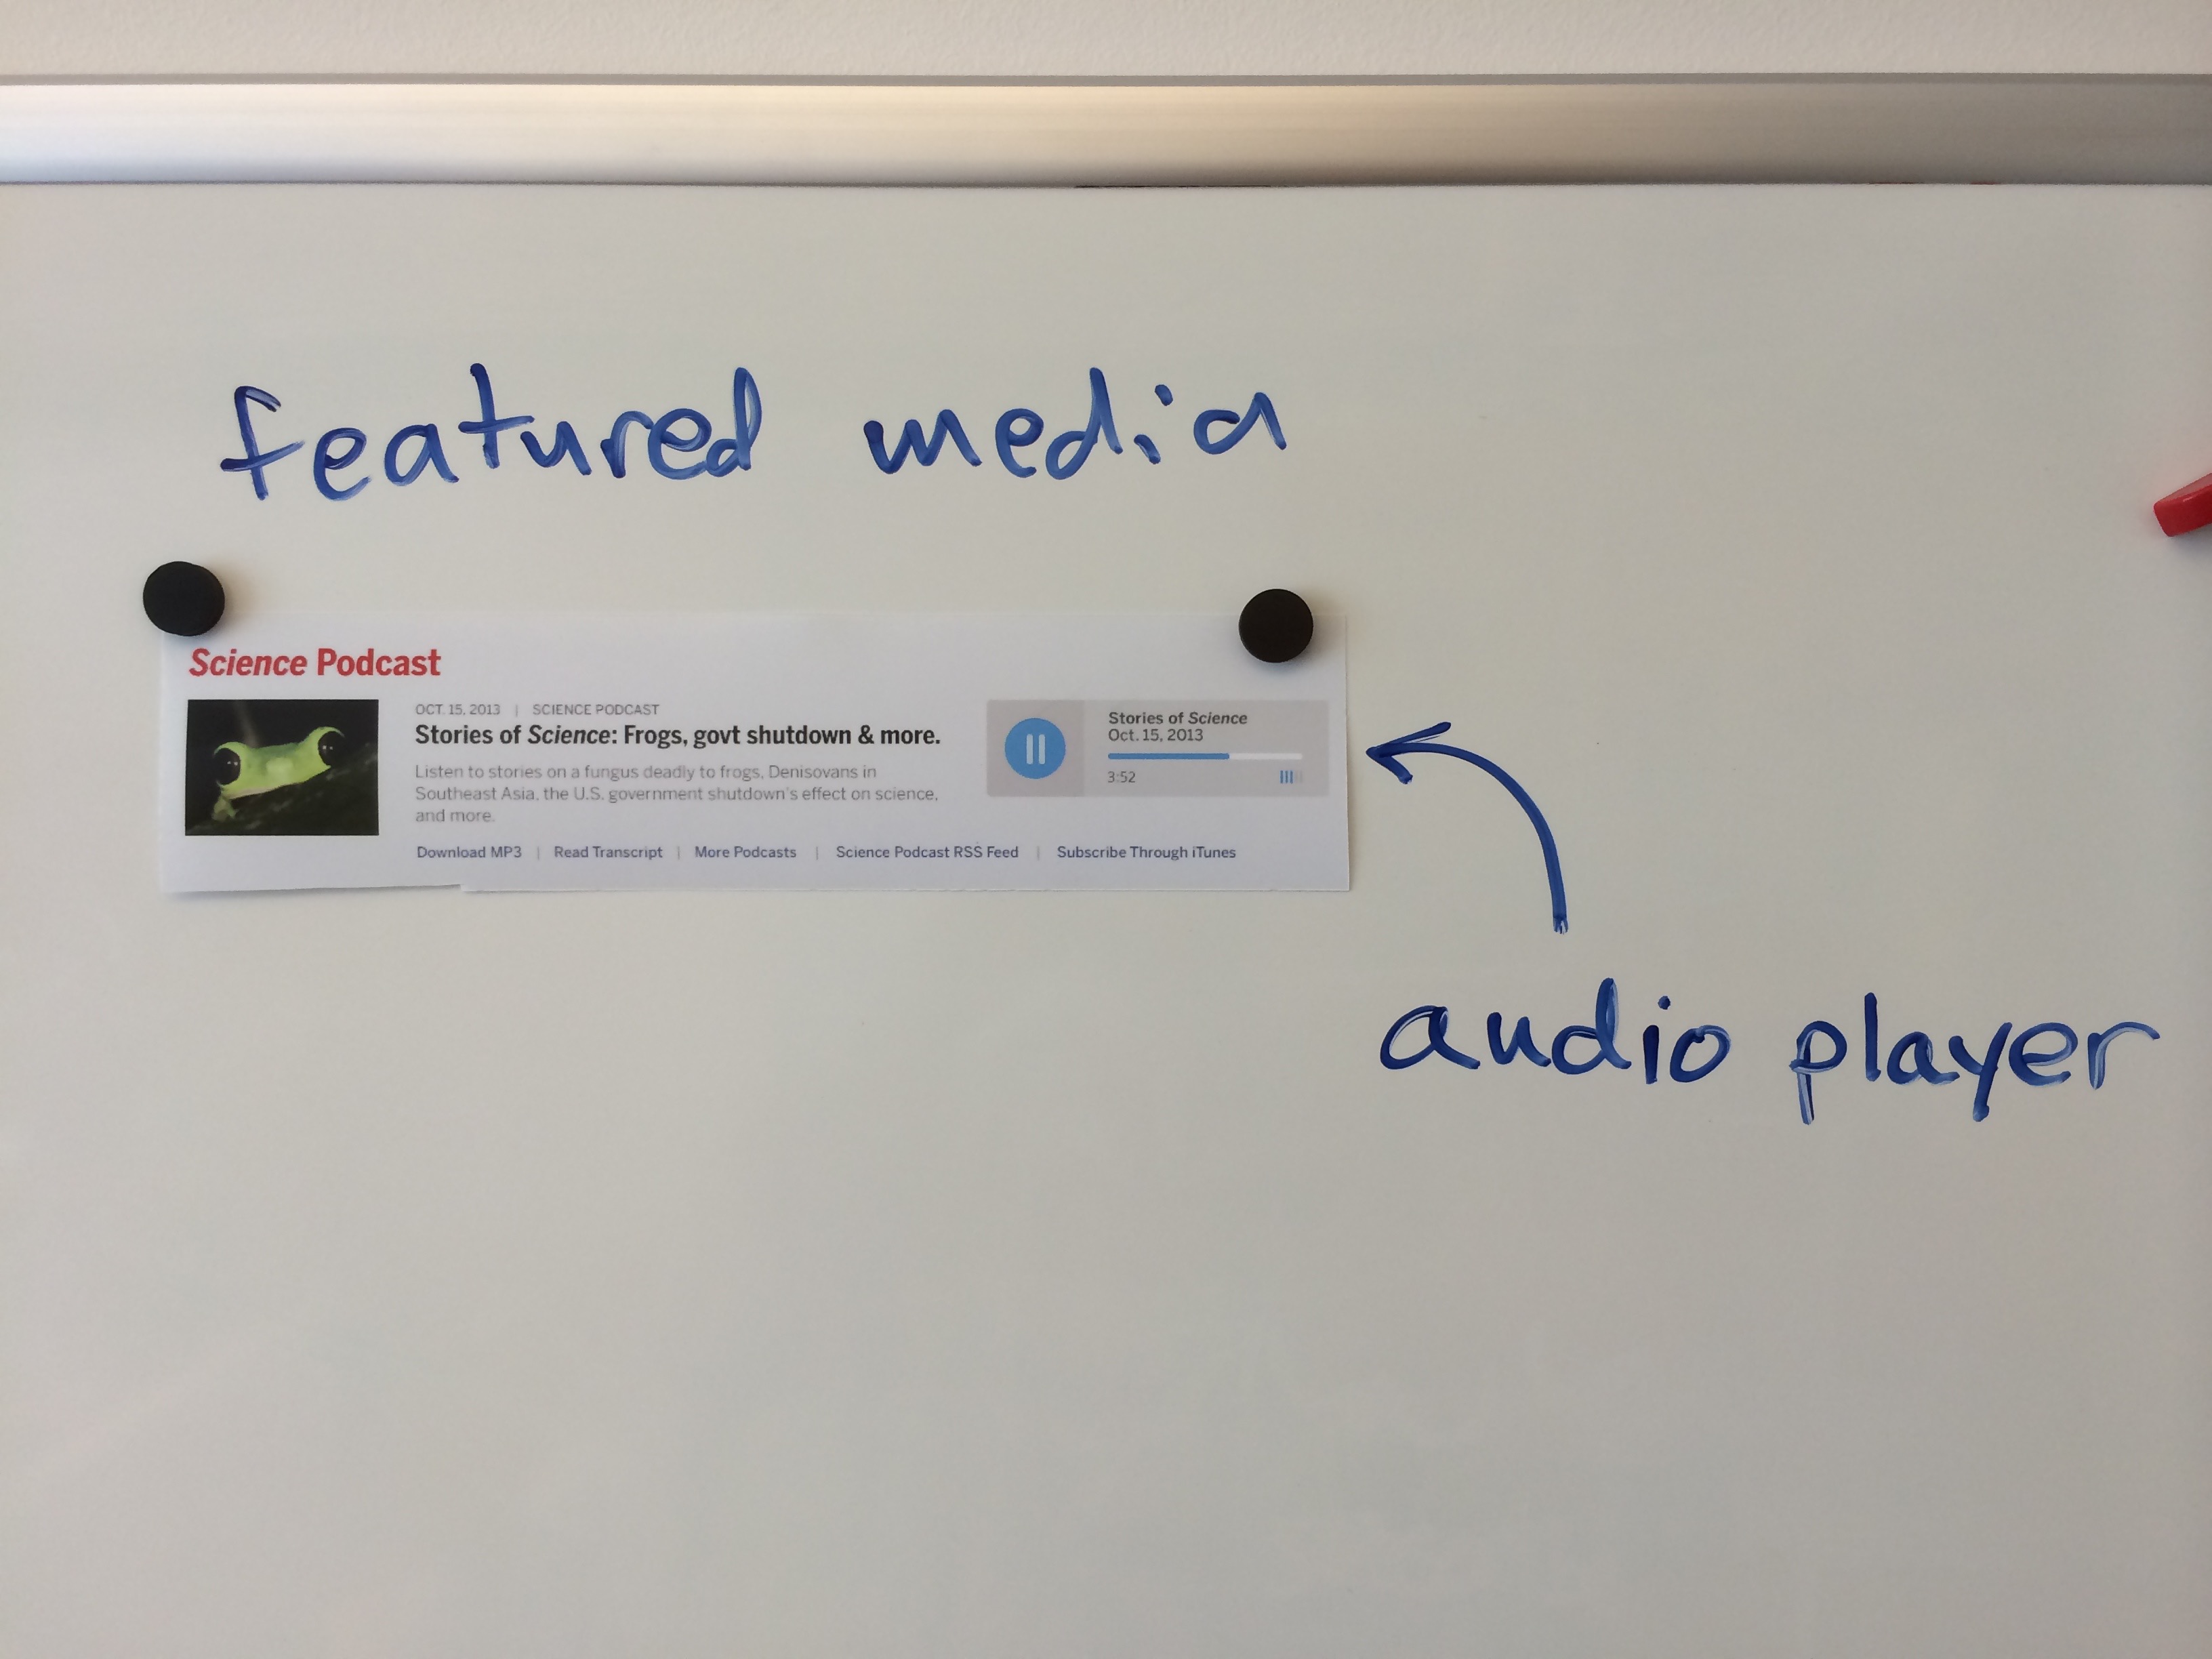 featured media
Science Podcast
OCT. 15, 2013 | SCIENCE PODCAST
Stories of Science: Frogs, govt shutdown & more.
Listen to stories on a fungus deadly to frogs, Denisovans in
Southeast Asia, the U.S. government shutdown's effect on science,
and more.
Download MP3 | Read Transcript | More Podcasts | Science Podcast RSS Feed | Subscribe Through iTunes
Stories of Science
Oct. 15, 2013
3:52
audio player